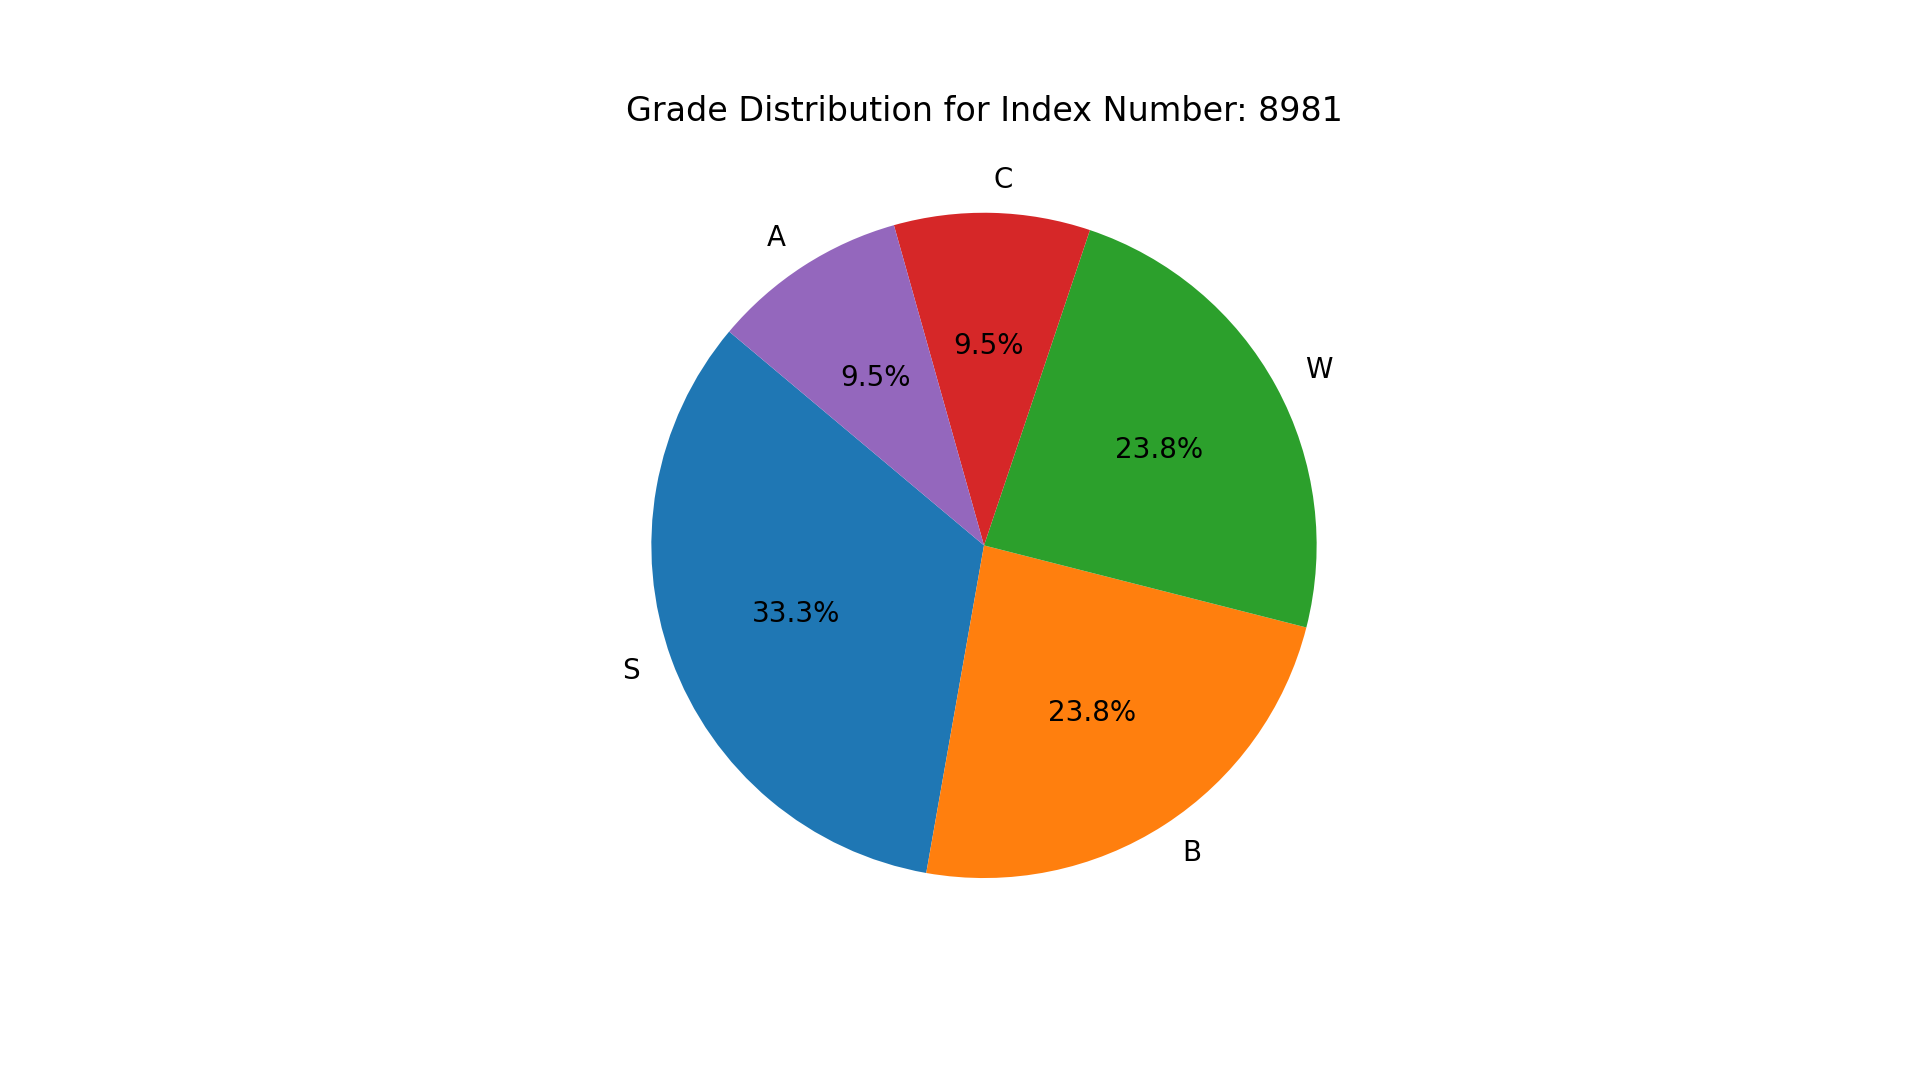 Grade Distribution for Index Number: 8981
C
A
9.5%
W
9.5%
23.8%
33.3%
S
23.8%
B